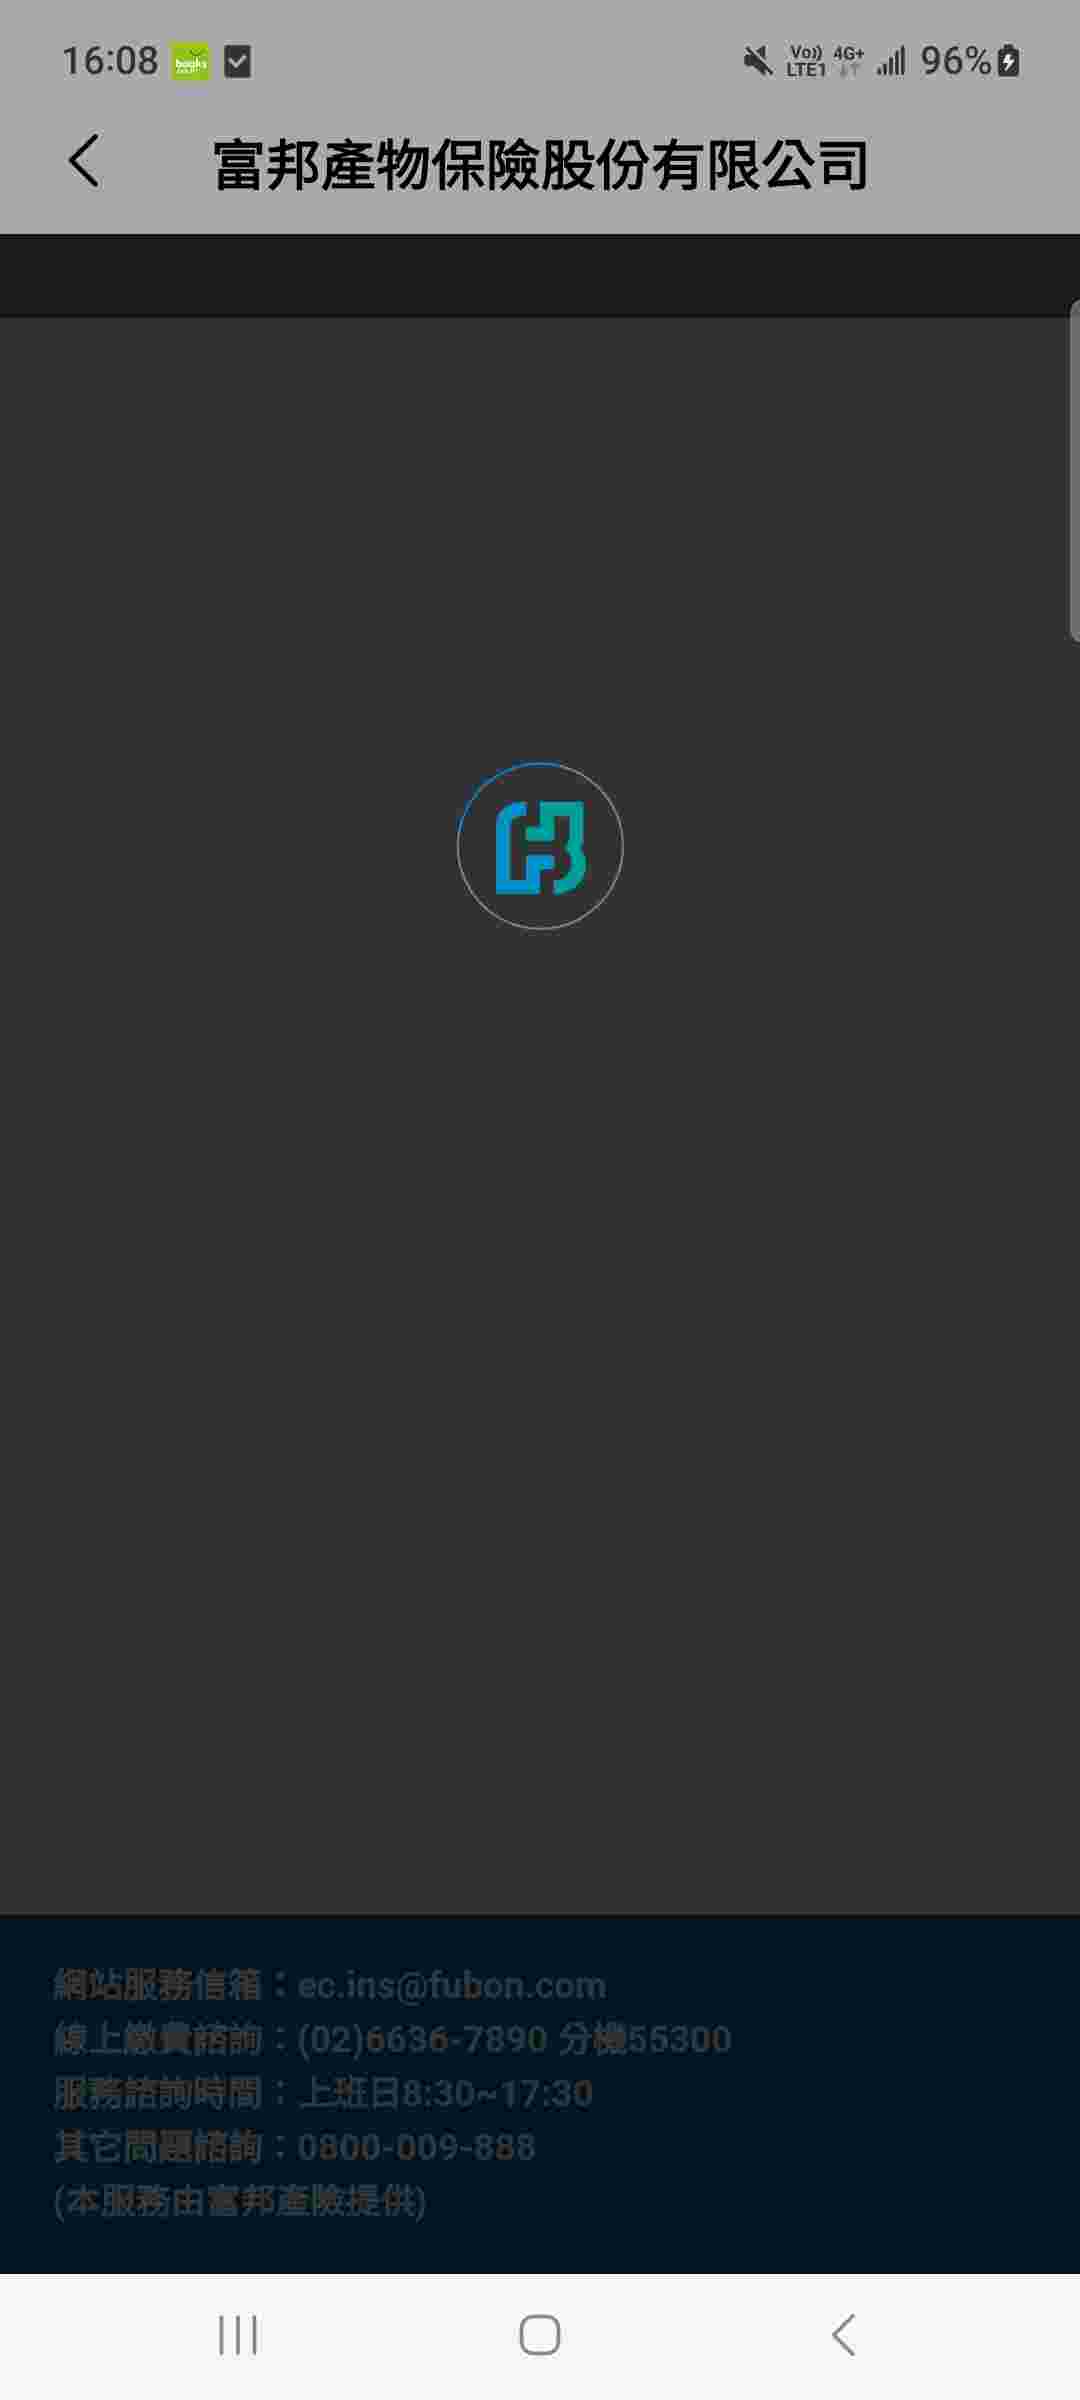 16:08 books Vo)) LTE1 4G+ 96%
富邦產物保險股份有限公司
網站服務信箱：ec.ins@fubon.com
線上繳費諮詢：(02)6636-7890 分機55300
服務諮詢時間：上班日8:30~17:30
其它問題諮詢：0800-009-888
(本服務由富邦產險提供)